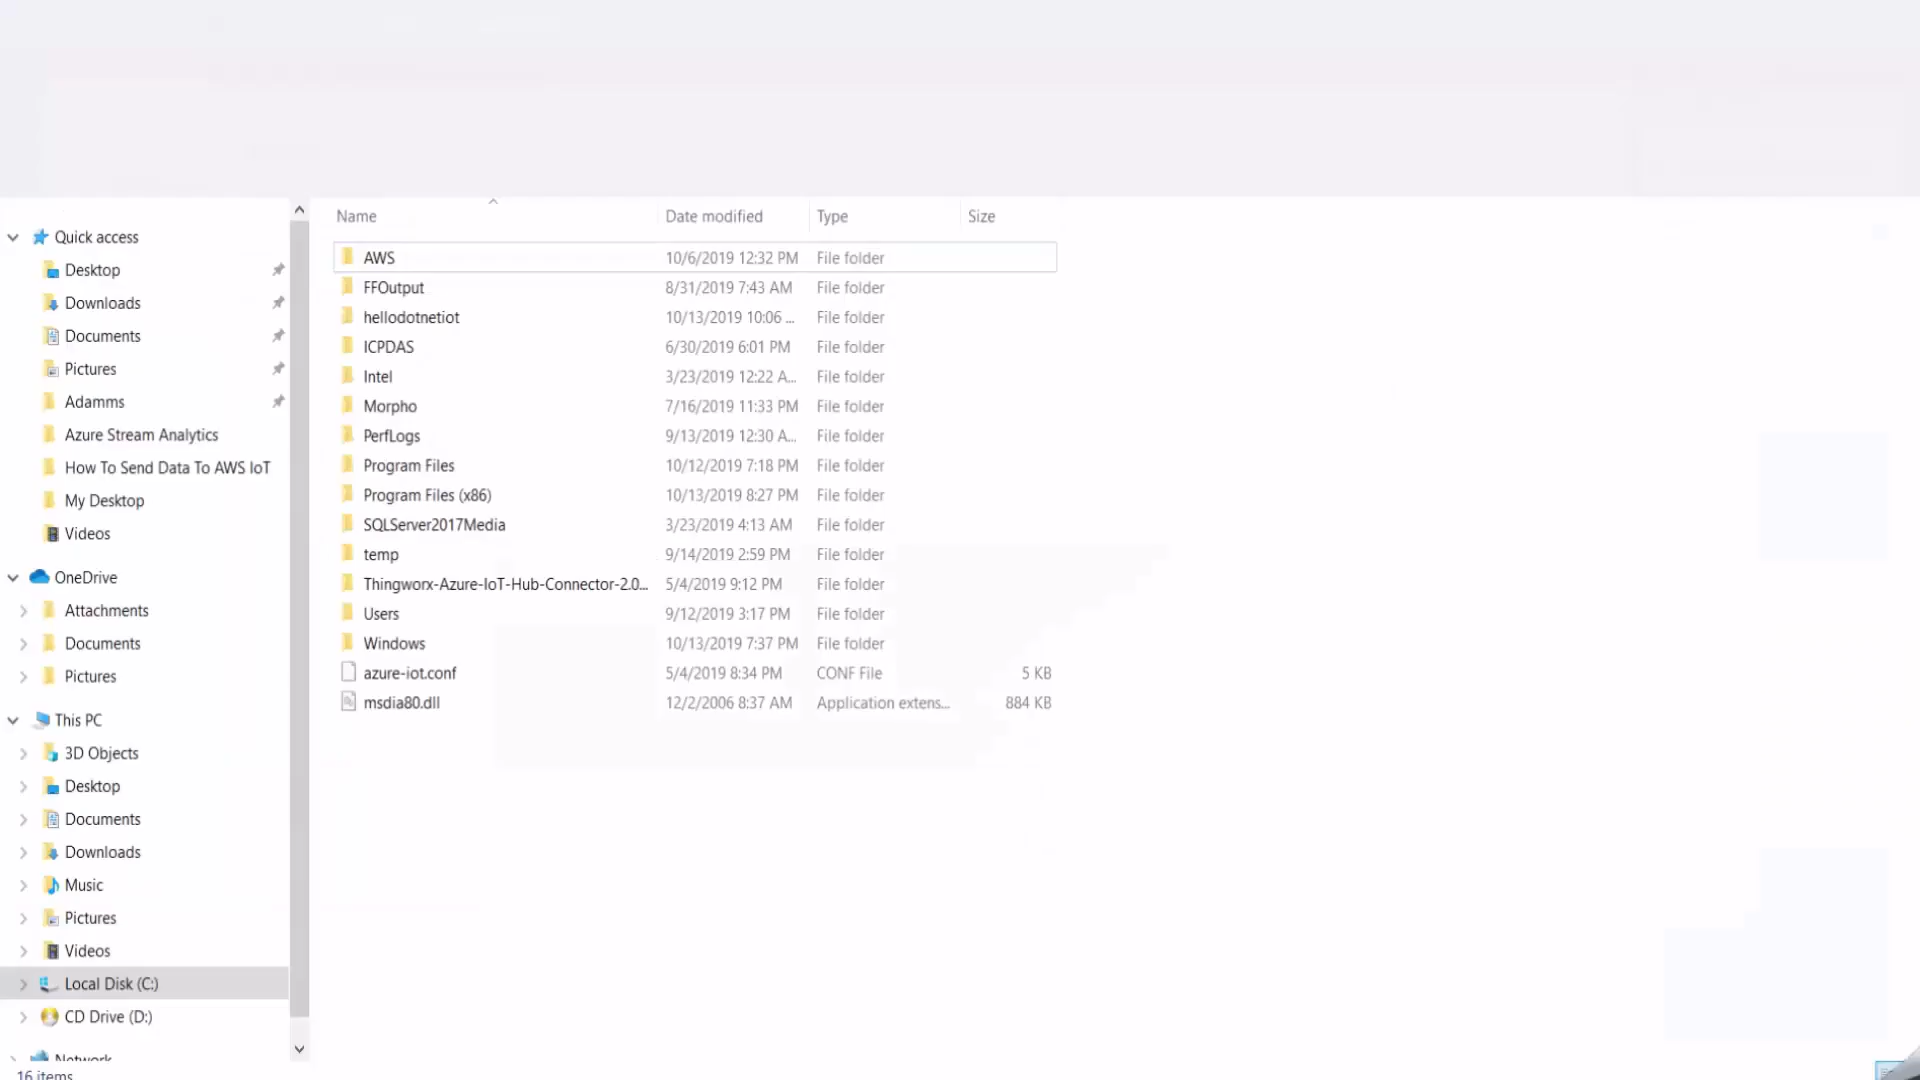 Name Date modified Type Size
Quick access
Desktop
Downloads
Documents
Pictures
Adamms
Azure Stream Analytics
How To Send Data To AWS IoT
My Desktop
Videos
OneDrive
Attachments
Documents
Pictures
This PC
3D Objects
Desktop
Documents
Downloads
Music
Pictures
Videos
Local Disk (C:)
CD Drive (D:)
Network
16 items
AWS 10/6/2019 12:32 PM File folder
FFOutput 8/31/2019 7:43 AM File folder
hellodotnetiot 10/13/2019 10:06 ... File folder
ICPDAS 6/30/2019 6:01 PM File folder
Intel 3/23/2019 12:22 A... File folder
Morpho 7/16/2019 11:33 PM File folder
PerfLogs 9/13/2019 12:30 A... File folder
Program Files 10/12/2019 7:18 PM File folder
Program Files (x86) 10/13/2019 8:27 PM File folder
SQLServer2017Media 3/23/2019 4:13 AM File folder
temp 9/14/2019 2:59 PM File folder
Thingworx-Azure-IoT-Hub-Connector-2.0... 5/4/2019 9:12 PM File folder
Users 9/12/2019 3:17 PM File folder
Windows 10/13/2019 7:37 PM File folder
azure-iot.conf 5/4/2019 8:34 PM CONF File 5 KB
msdia80.dll 12/2/2006 8:37 AM Application extens... 884 KB